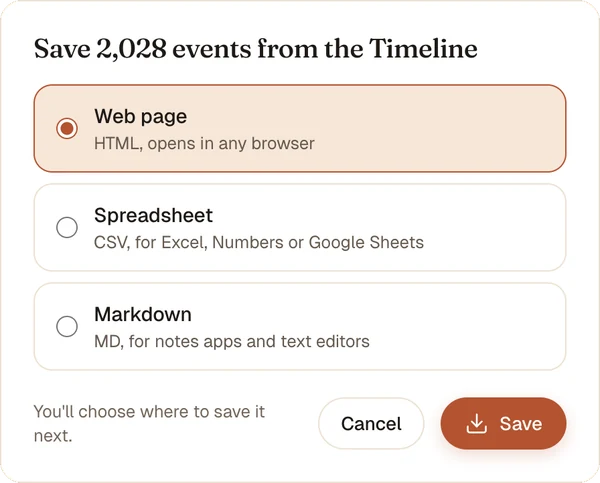 Save 2,028 events from the Timeline
Web page
HTML, opens in any browser
Spreadsheet
CSV, for Excel, Numbers or Google Sheets
Markdown
MD, for notes apps and text editors
You'll choose where to save it
next.
Cancel
Save